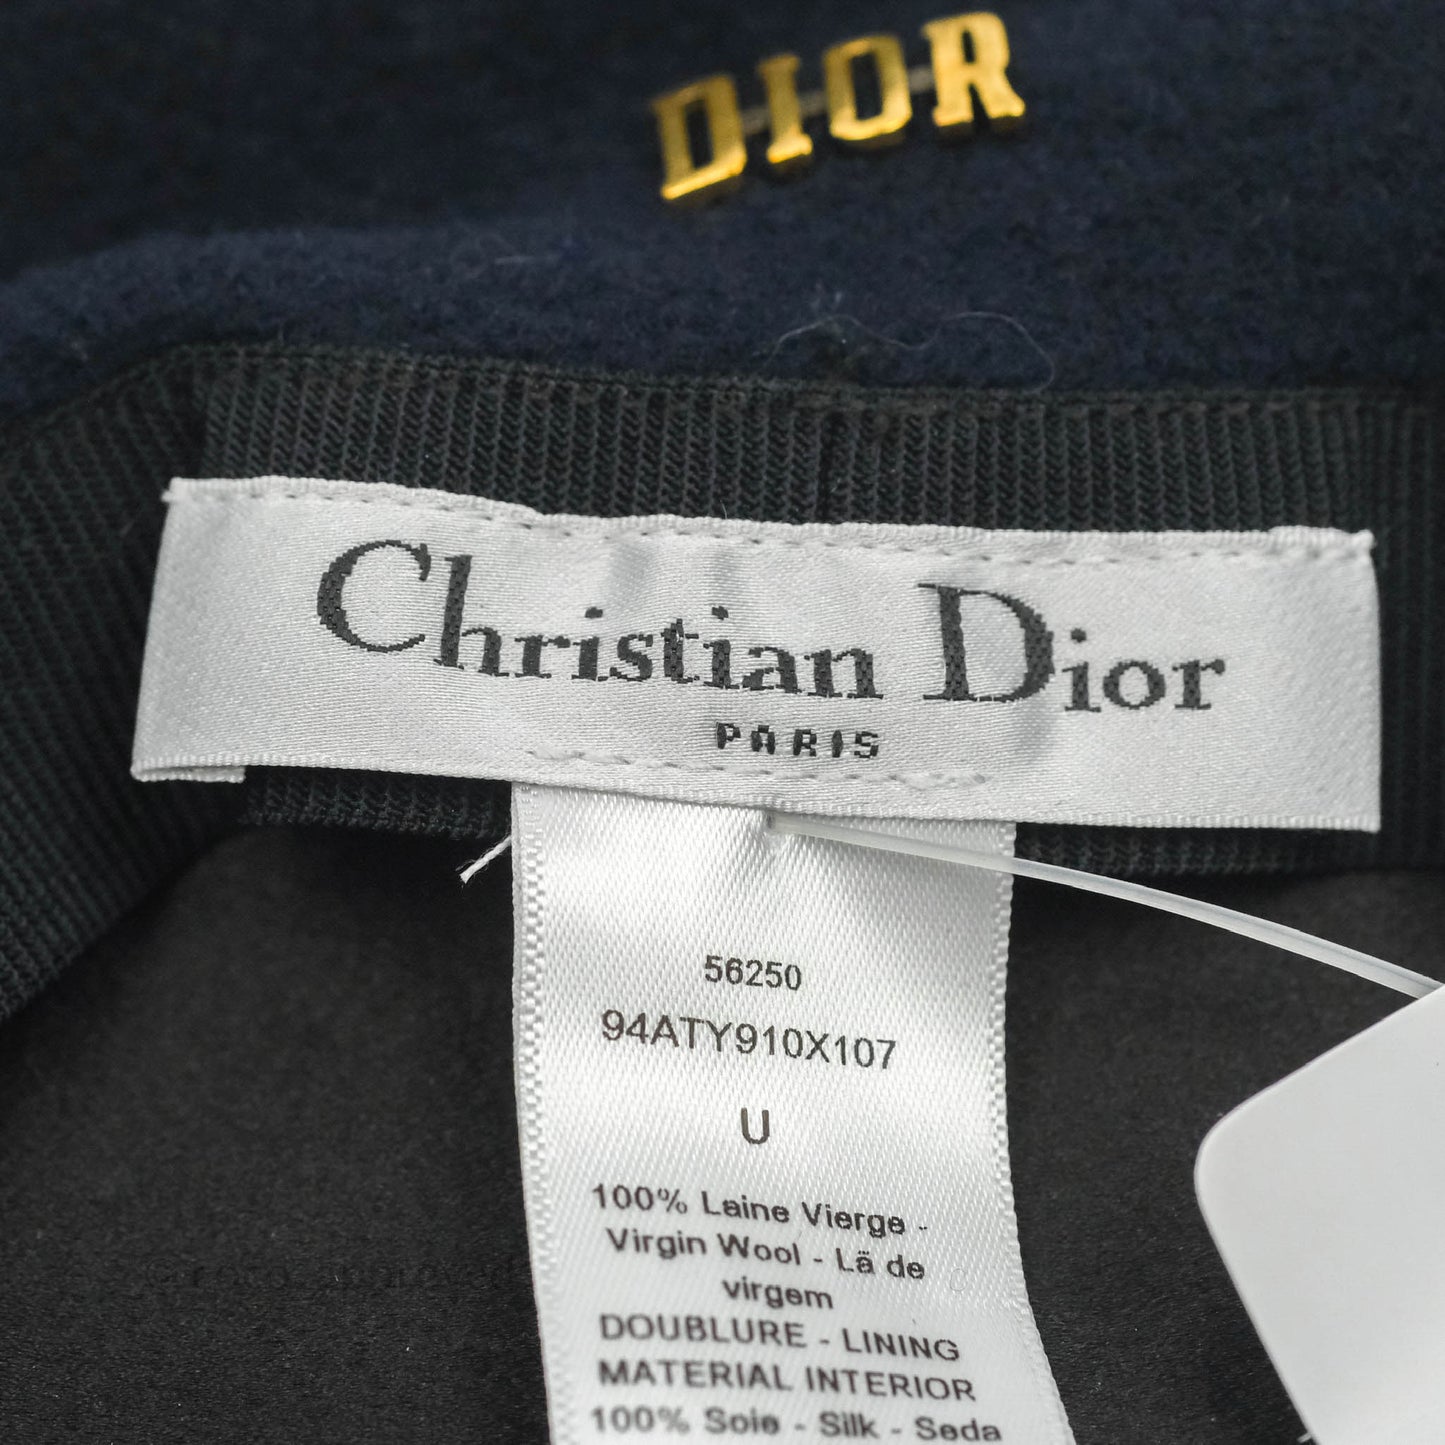 DIOR
Christian Dior
PARIS
56250
94ATY910X107
U
100% Laine Vierge -
Virgin Wool - Lä de
virgem
DOUBLURE - LINING
MATERIAL INTERIOR
100% Soie - Silk - Seda